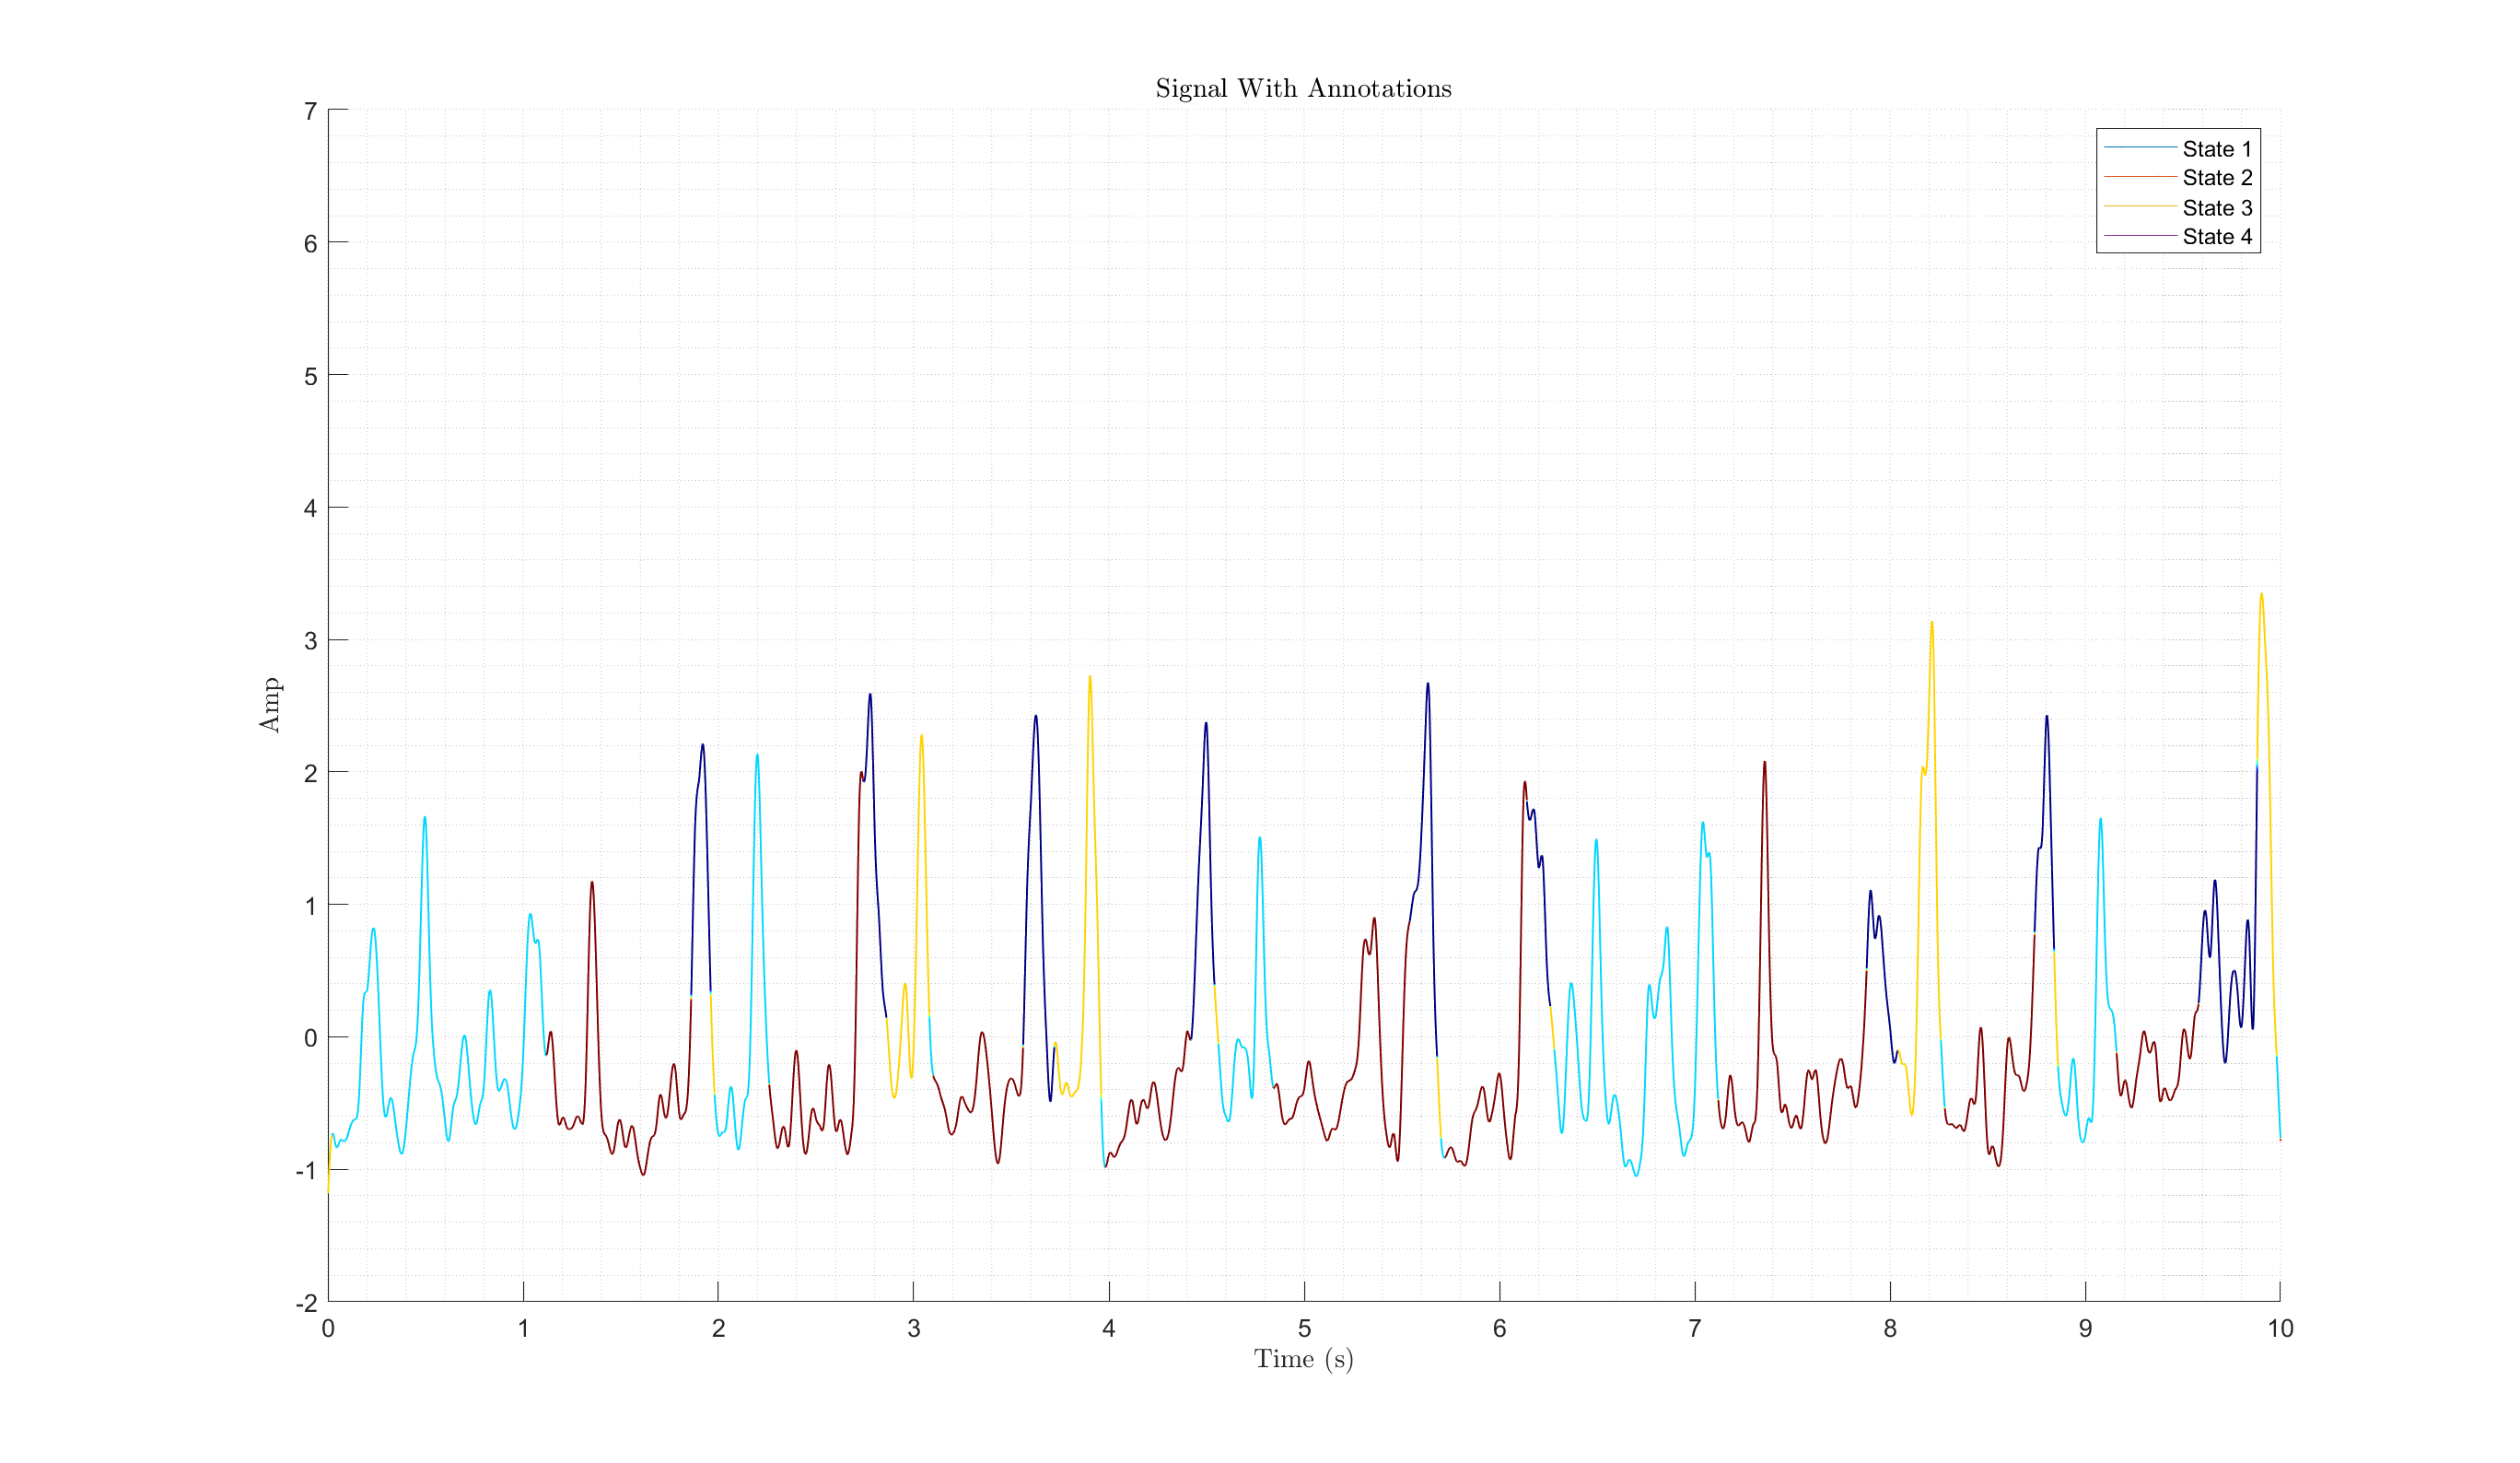 Signal With Annotations
7
6
5
4
3
2
1
0
-1
-2
Amp
State 1
State 2
State 3
State 4
0 1 2 3 4 5 6 7 8 9 10
Time (s)